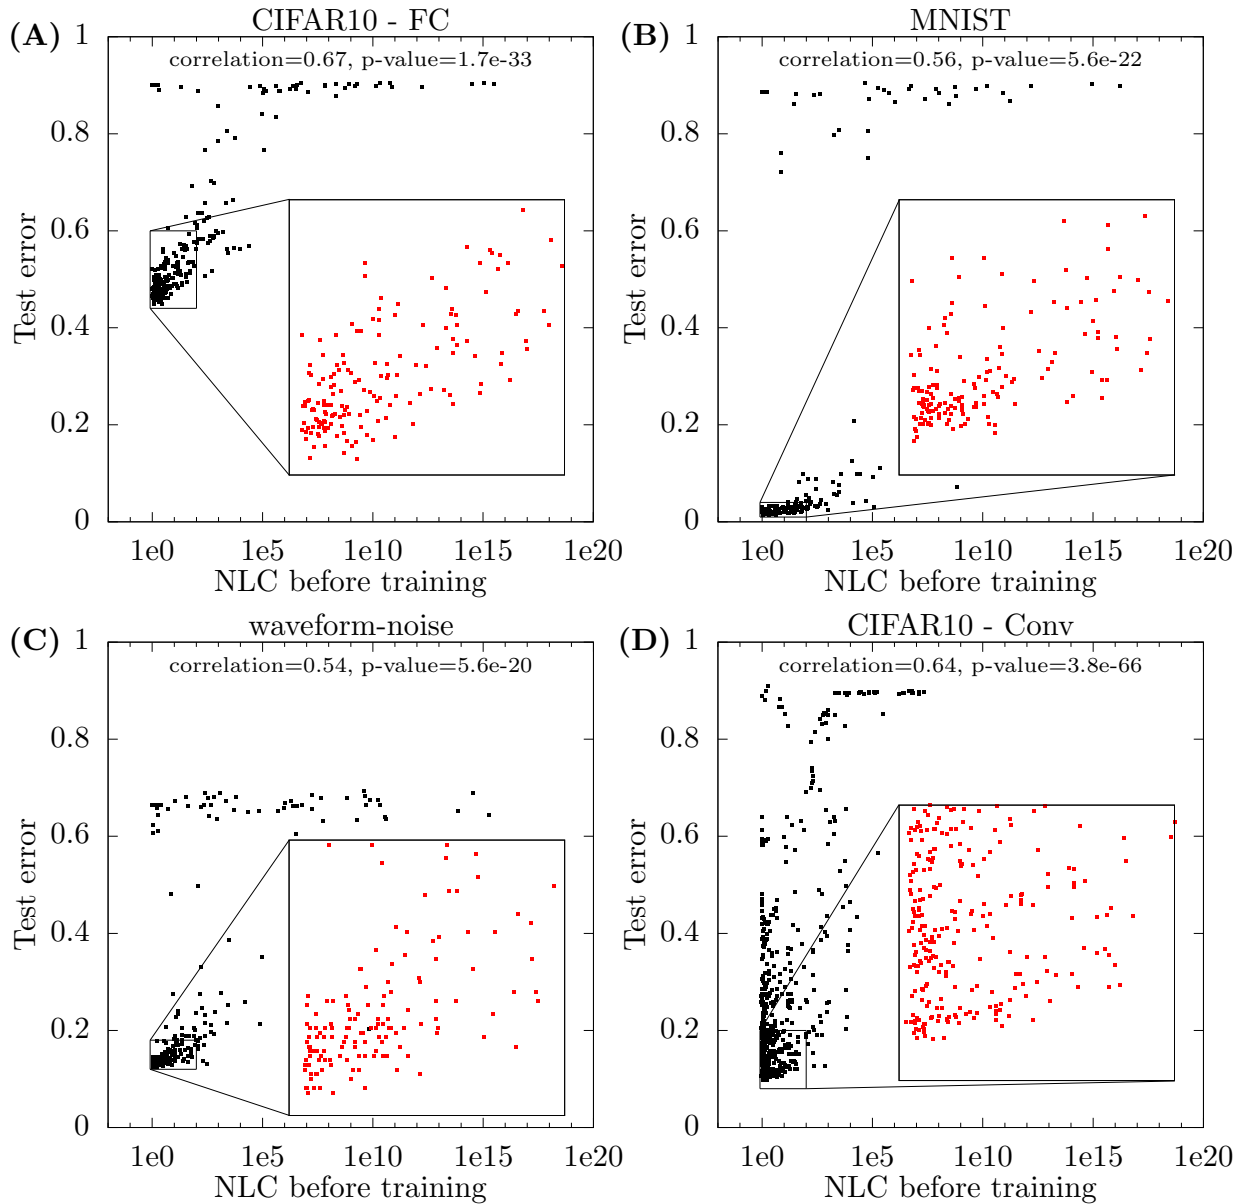 (A)
CIFAR10 - FC
correlation=0.67, p-value=1.7e-33
1
0.8
0.6
0.4
0.2
0
Test error
1e0 1e5 1e10 1e15 1e20
NLC before training
(B)
MNIST
correlation=0.56, p-value=5.6e-22
1
0.8
0.6
0.4
0.2
0
Test error
1e0 1e5 1e10 1e15 1e20
NLC before training
(C)
waveform-noise
correlation=0.54, p-value=5.6e-20
1
0.8
0.6
0.4
0.2
0
Test error
1e0 1e5 1e10 1e15 1e20
NLC before training
(D)
CIFAR10 - Conv
correlation=0.64, p-value=3.8e-66
1
0.8
0.6
0.4
0.2
0
Test error
1e0 1e5 1e10 1e15 1e20
NLC before training